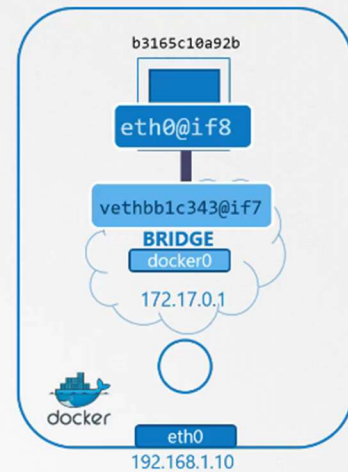 b3165c10a92b
eth0@if8
vethbb1c343@if7
BRIDGE
docker0
172.17.0.1
docker
eth0
192.168.1.10